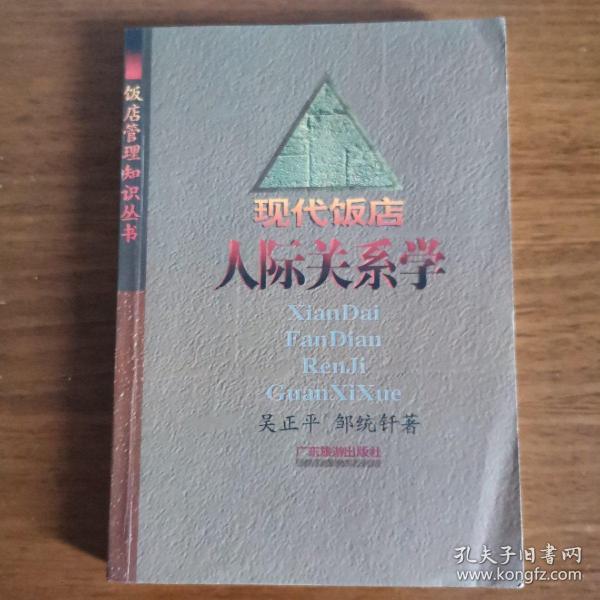 饭店管理知识丛书
现代饭店
人际关系学
XianDai
FanDian
RenJi
GuanXiXue
吴正平 邹统钎著
广东旅游出版社
孔夫子旧书网
www.kongfz.com